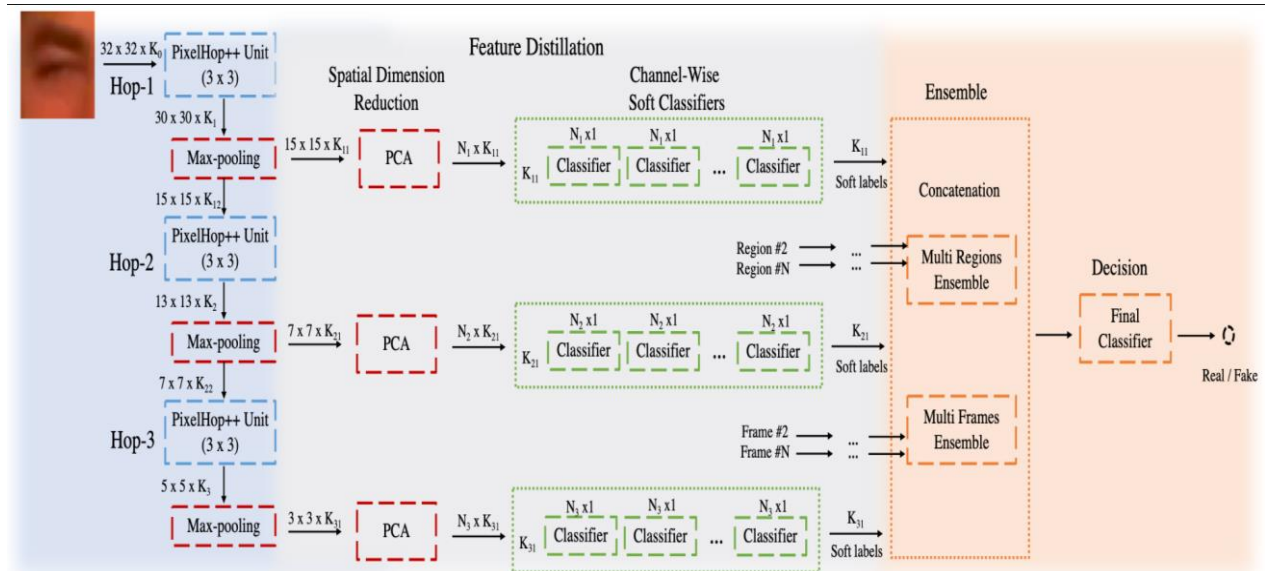 Feature Distillation
32 x 32 x K₀
PixelHop++ Unit
(3 x 3)
Hop-1
Spatial Dimension
Reduction
Channel-Wise
Soft Classifiers
Ensemble
30 x 30 x K₁
Max-pooling
15 x 15 x K₁₁
PCA
N₁ x K₁₁
K₁₁
N₁ x1
N₁ x1
N₁ x1
Classifier
Classifier
...
Classifier
K₁₁
Soft labels
Concatenation
15 x 15 x K₁₂
PixelHop++ Unit
(3 x 3)
Hop-2
Region #2
...
Region #N
...
Multi Regions
Ensemble
Decision
13 x 13 x K₂
Max-pooling
7 x 7 x K₂₁
PCA
N₂ x K₂₁
K₂₁
N₂ x1
N₂ x1
N₂ x1
Classifier
Classifier
...
Classifier
K₂₁
Soft labels
Final
Classifier
Real / Fake
7 x 7 x K₂₂
PixelHop++ Unit
(3 x 3)
Hop-3
Frame #2
...
Frame #N
...
Multi Frames
Ensemble
5 x 5 x K₃
Max-pooling
3 x 3 x K₃₁
PCA
N₃ x K₃₁
K₃₁
N₃ x1
N₃ x1
N₃ x1
Classifier
Classifier
...
Classifier
K₃₁
Soft labels